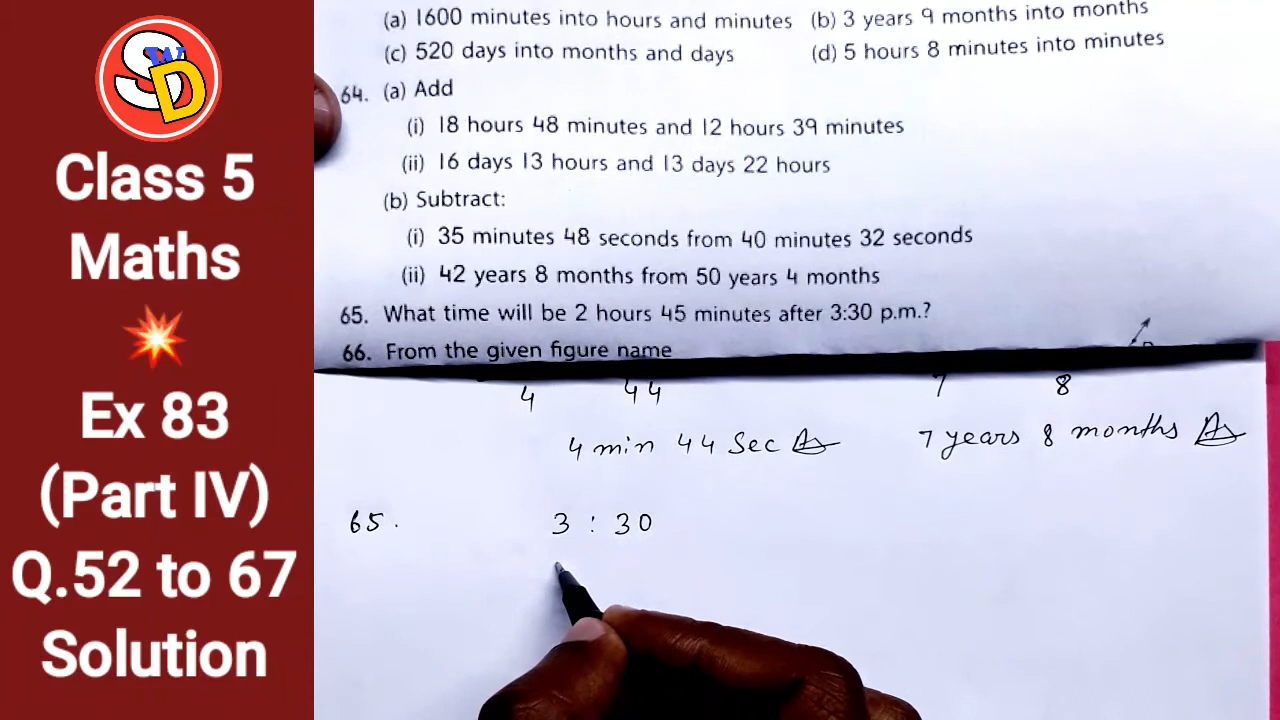 SWD
Class 5
Maths
Ex 83
(Part IV)
Q.52 to 67
Solution
(a) 1600 minutes into hours and minutes (b) 3 years 9 months into months
(c) 520 days into months and days (d) 5 hours 8 minutes into minutes
64. (a) Add
(i) 18 hours 48 minutes and 12 hours 39 minutes
(ii) 16 days 13 hours and 13 days 22 hours
(b) Subtract:
(i) 35 minutes 48 seconds from 40 minutes 32 seconds
(ii) 42 years 8 months from 50 years 4 months
65. What time will be 2 hours 45 minutes after 3:30 p.m.?
66. From the given figure name
4 44 7 8
4 min 44 Sec Ans 7 years 8 months Ans
65. 3 : 30